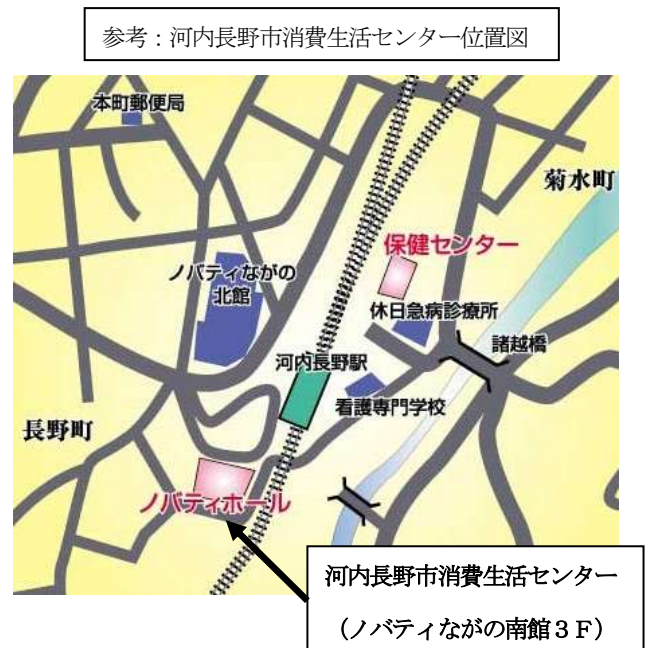 参考：河内長野市消費生活センター位置図
本町郵便局
菊水町
保健センター
ノバティながの
北館
休日急病診療所
諸越橋
河内長野駅
看護専門学校
長野町
ノバティホール
河内長野市消費生活センター
（ノバティながの南館３Ｆ）